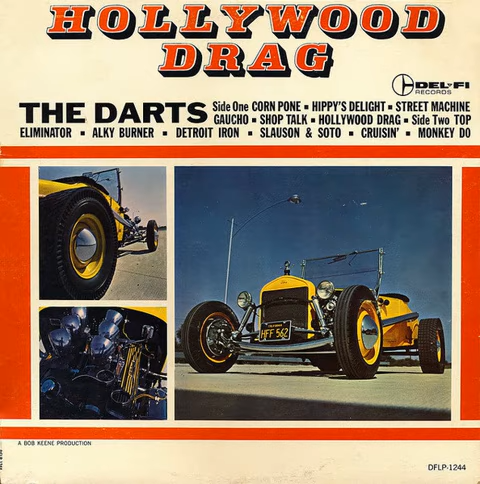 HOLLYWOOD
DRAG
DEL-FI
RECORDS
THE DARTS Side One CORN PONE ▪ HIPPY'S DELIGHT ▪ STREET MACHINE
GAUCHO ▪ SHOP TALK ▪ HOLLYWOOD DRAG ▪ Side Two TOP
ELIMINATOR ▪ ALKY BURNER ▪ DETROIT IRON ▪ SLAUSON & SOTO ▪ CRUISIN' ▪ MONKEY DO
CALIFORNIA
HFF 562
A BOB KEENE PRODUCTION
DFLP-1244